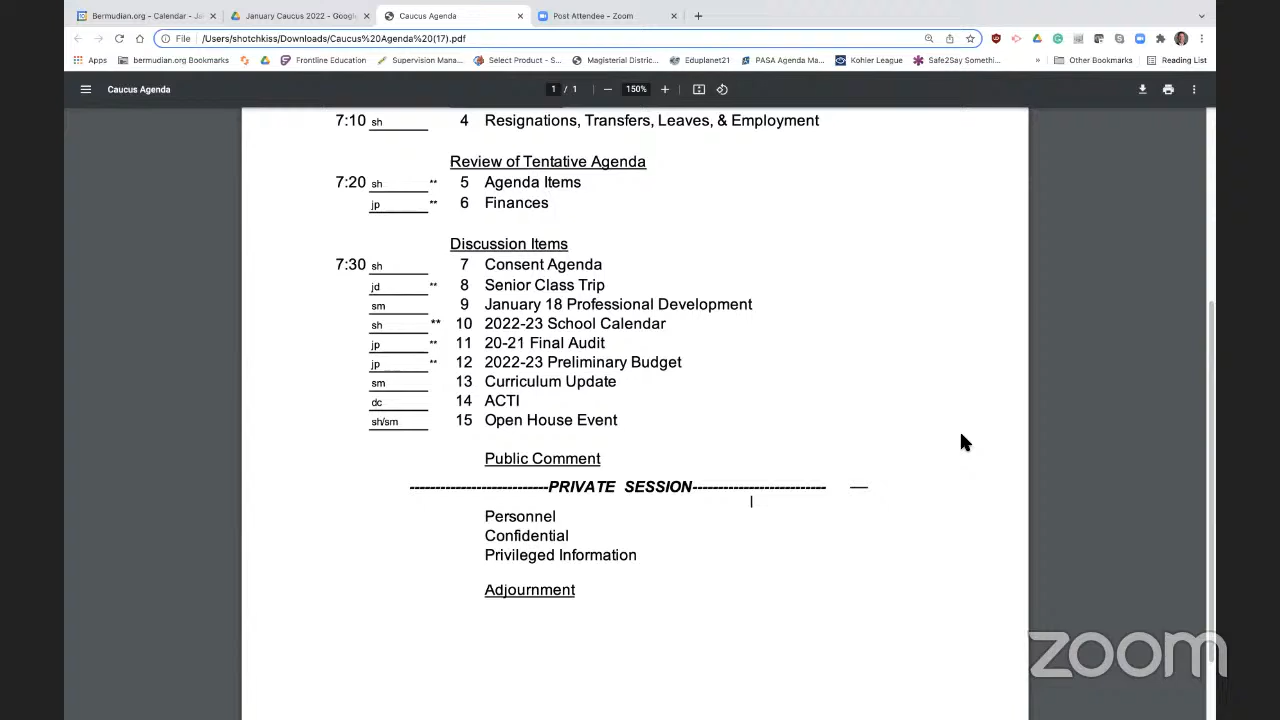 Bermudian.org - Calendar - Ja
January Caucus 2022 - Google
Caucus Agenda
Post Attendee - Zoom
File /Users/shotchkiss/Downloads/Caucus%20Agenda%20(17).pdf
Apps
bermudian.org Bookmarks
Frontline Education
Supervision Mana...
Select Product - S...
Magisterial Distric...
Eduplanet21
PASA Agenda Ma...
Kohler League
Safe2Say Somethi...
»
Other Bookmarks
Reading List
Caucus Agenda
1 / 1 — 150% +
7:10 sh 4 Resignations, Transfers, Leaves, & Employment
Review of Tentative Agenda
7:20 sh ** 5 Agenda Items
jp ** 6 Finances
Discussion Items
7:30 sh 7 Consent Agenda
jd ** 8 Senior Class Trip
sm 9 January 18 Professional Development
sh ** 10 2022-23 School Calendar
jp ** 11 20-21 Final Audit
jp ** 12 2022-23 Preliminary Budget
sm 13 Curriculum Update
dc 14 ACTI
sh/sm 15 Open House Event
Public Comment
---------------------------PRIVATE SESSION-------------------------- —
Personnel
Confidential
Privileged Information
Adjournment
zoom